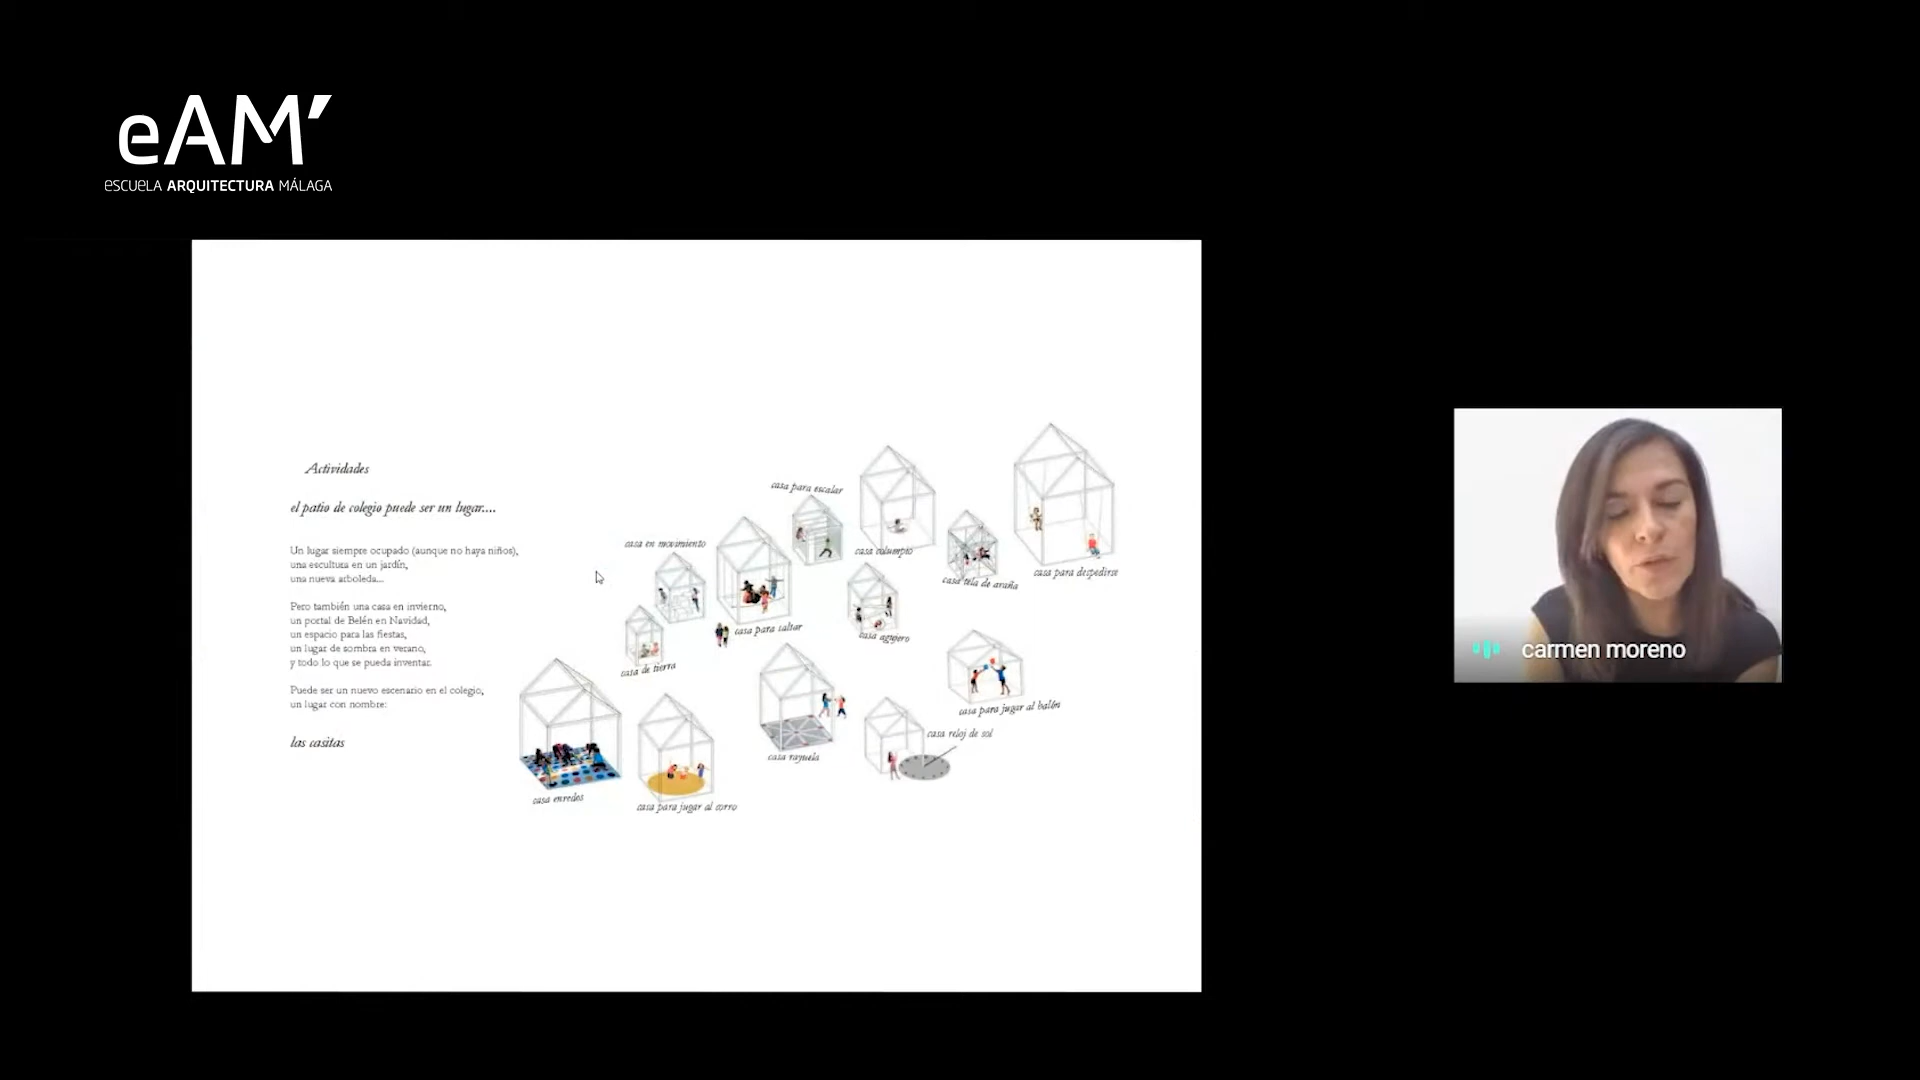 eAM'
ESCUELA ARQUITECTURA MÁLAGA
Actividades
el patio de colegio puede ser un lugar....
Un lugar siempre ocupado (aunque no haya niños),
una escultura en un jardín,
una nueva arboleda...
Pero también una casa en invierno,
un portal de Belén en Navidad,
un espacio para las fiestas,
un lugar de sombra en verano,
y todo lo que se pueda inventar.
Puede ser un nuevo escenario en el colegio,
un lugar con nombre:
las casitas
casa para escalar
casa en movimiento
casa columpio
casa tela de araña
casa para despedirse
casa para saltar
casa agujero
casa de tierra
casa para jugar al balón
casa reloj de sol
casa rayuela
casa enredos
casa para jugar al corro
carmen moreno